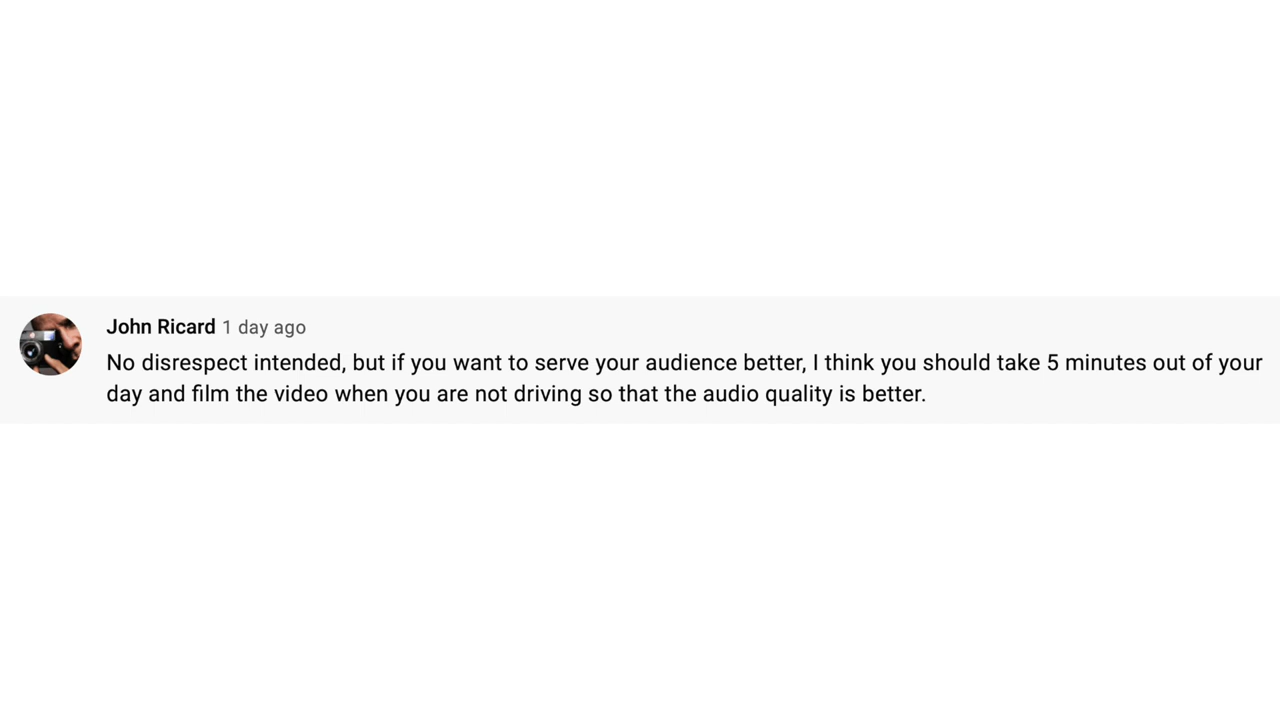 John Ricard 1 day ago
No disrespect intended, but if you want to serve your audience better, I think you should take 5 minutes out of your
day and film the video when you are not driving so that the audio quality is better.